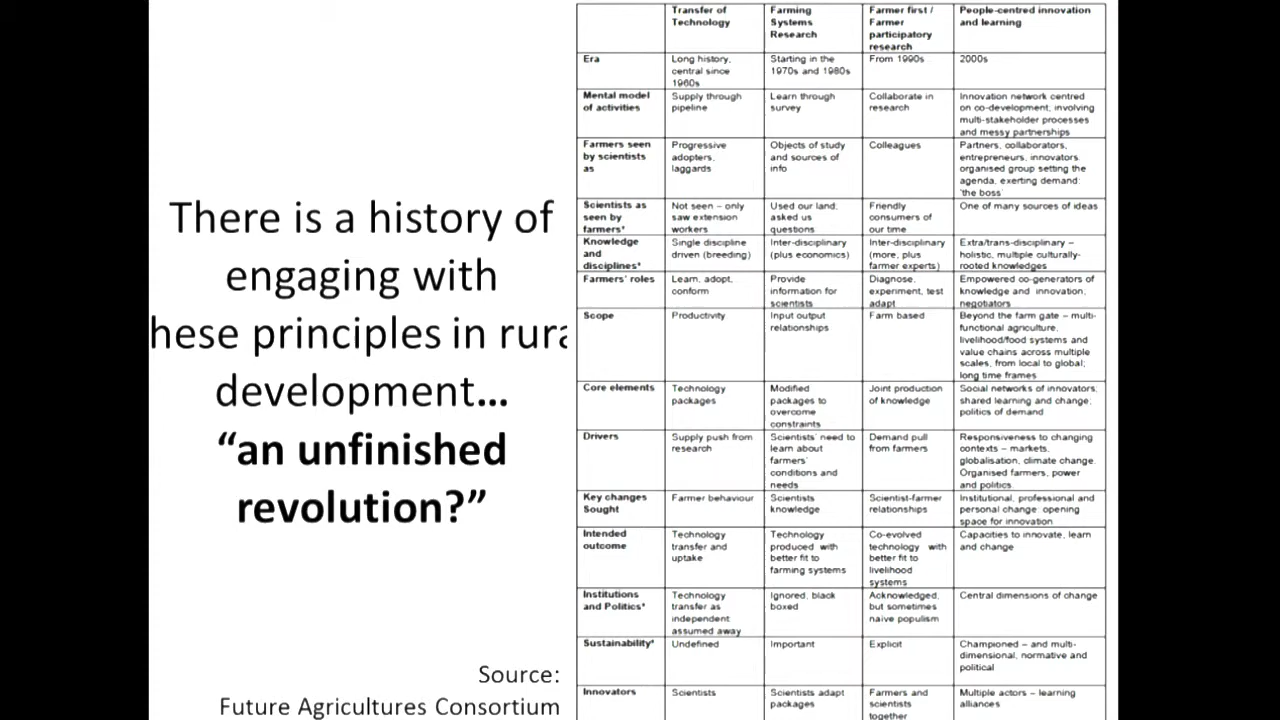 There is a history of
engaging with
hese principles in rura
development...
“an unfinished
revolution?”
Source:
Future Agricultures Consortium
Transfer of Technology | Farming Systems Research | Farmer first / Farmer participatory research | People-centred innovation and learning
Era | Long history, central since 1960s | Starting in the 1970s and 1980s | From 1990s | 2000s
Mental model of activities | Supply through pipeline | Learn through survey | Collaborate in research | Innovation network centred on co-development; involving multi-stakeholder processes and messy partnerships
Farmers seen by scientists as | Progressive adopters, laggards | Objects of study and sources of info | Colleagues | Partners, collaborators, entrepreneurs, innovators organised group setting the agenda, exerting demand: 'the boss'
Scientists as seen by farmers* | Not seen – only saw extension workers | Used our land; asked us questions | Friendly consumers of our time | One of many sources of ideas
Knowledge and disciplines* | Single discipline driven (breeding) | Inter-disciplinary (plus economics) | Inter-disciplinary (more, plus farmer experts) | Extra/trans-disciplinary – holistic, multiple culturally-rooted knowledges
Farmers' roles | Learn, adopt, conform | Provide information for scientists | Diagnose, experiment, test adapt | Empowered co-generators of knowledge and innovation, negotiators
Scope | Productivity | Input output relationships | Farm based | Beyond the farm gate – multi-functional agriculture, livelihood/food systems and value chains across multiple scales, from local to global; long time frames
Core elements | Technology packages | Modified packages to overcome constraints | Joint production of knowledge | Social networks of innovators; shared learning and change; politics of demand
Drivers | Supply push from research | Scientists' need to learn about farmers' conditions and needs | Demand pull from farmers | Responsiveness to changing contexts – markets, globalisation, climate change. Organised farmers, power and politics
Key changes Sought | Farmer behaviour | Scientists knowledge | Scientist-farmer relationships | Institutional, professional and personal change opening space for innovation
Intended outcome | Technology transfer and uptake | Technology produced with better fit to farming systems | Co-evolved technology with better fit to livelihood systems | Capacities to innovate, learn and change
Institutions and Politics* | Technology transfer as independent assumed away | Ignored, black boxed | Acknowledged, but sometimes naive populism | Central dimensions of change
Sustainability* | Undefined | Important | Explicit | Championed – and multi-dimensional, normative and political
Innovators | Scientists | Scientists adapt packages | Farmers and scientists together | Multiple actors – learning alliances